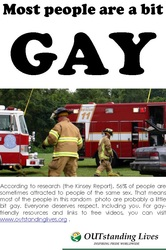 Most people are a bit
GAY
According to research (the Kinsey Report), 56% of people are
sometimes attracted to people of the same sex. That means
most of the people in this random photo are probably a little
bit gay. Everyone deserves respect, including you. For gay-
friendly resources and links to free videos, you can visit
www.outstandinglives.org .
OUTstanding Lives